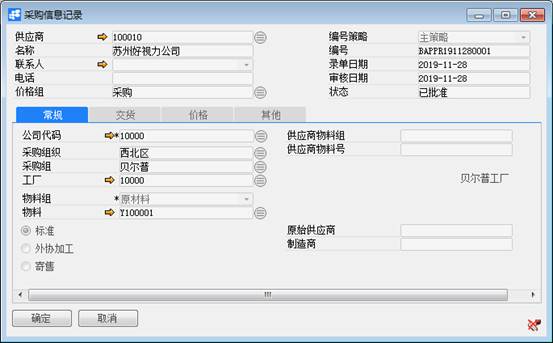 采购信息记录
供应商 100010 编号策略 主策略
名称 苏州好视力公司 编号 BAPPR1911280001
联系人 录单日期 2019-11-28
电话 审核日期 2019-11-28
价格组 采购 状态 已批准
常规 交货 价格 其他
公司代码 *10000 供应商物料组
采购组织 西北区 供应商物料号
采购组 贝尔普
工厂 10000 贝尔普工厂
物料组 *原材料
物料 Y100001
标准 原始供应商
外协加工 制造商
寄售
确定 取消